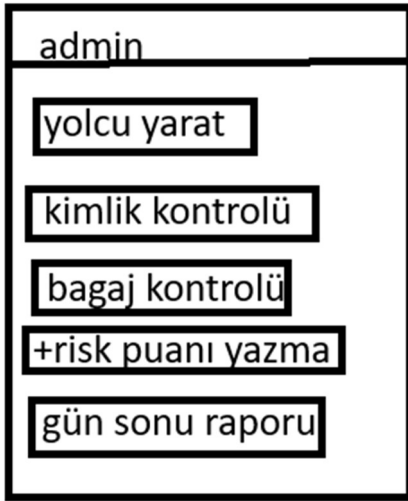 admin
yolcu yarat
kimlik kontrolü
bagaj kontrolü
+risk puanı yazma
gün sonu raporu